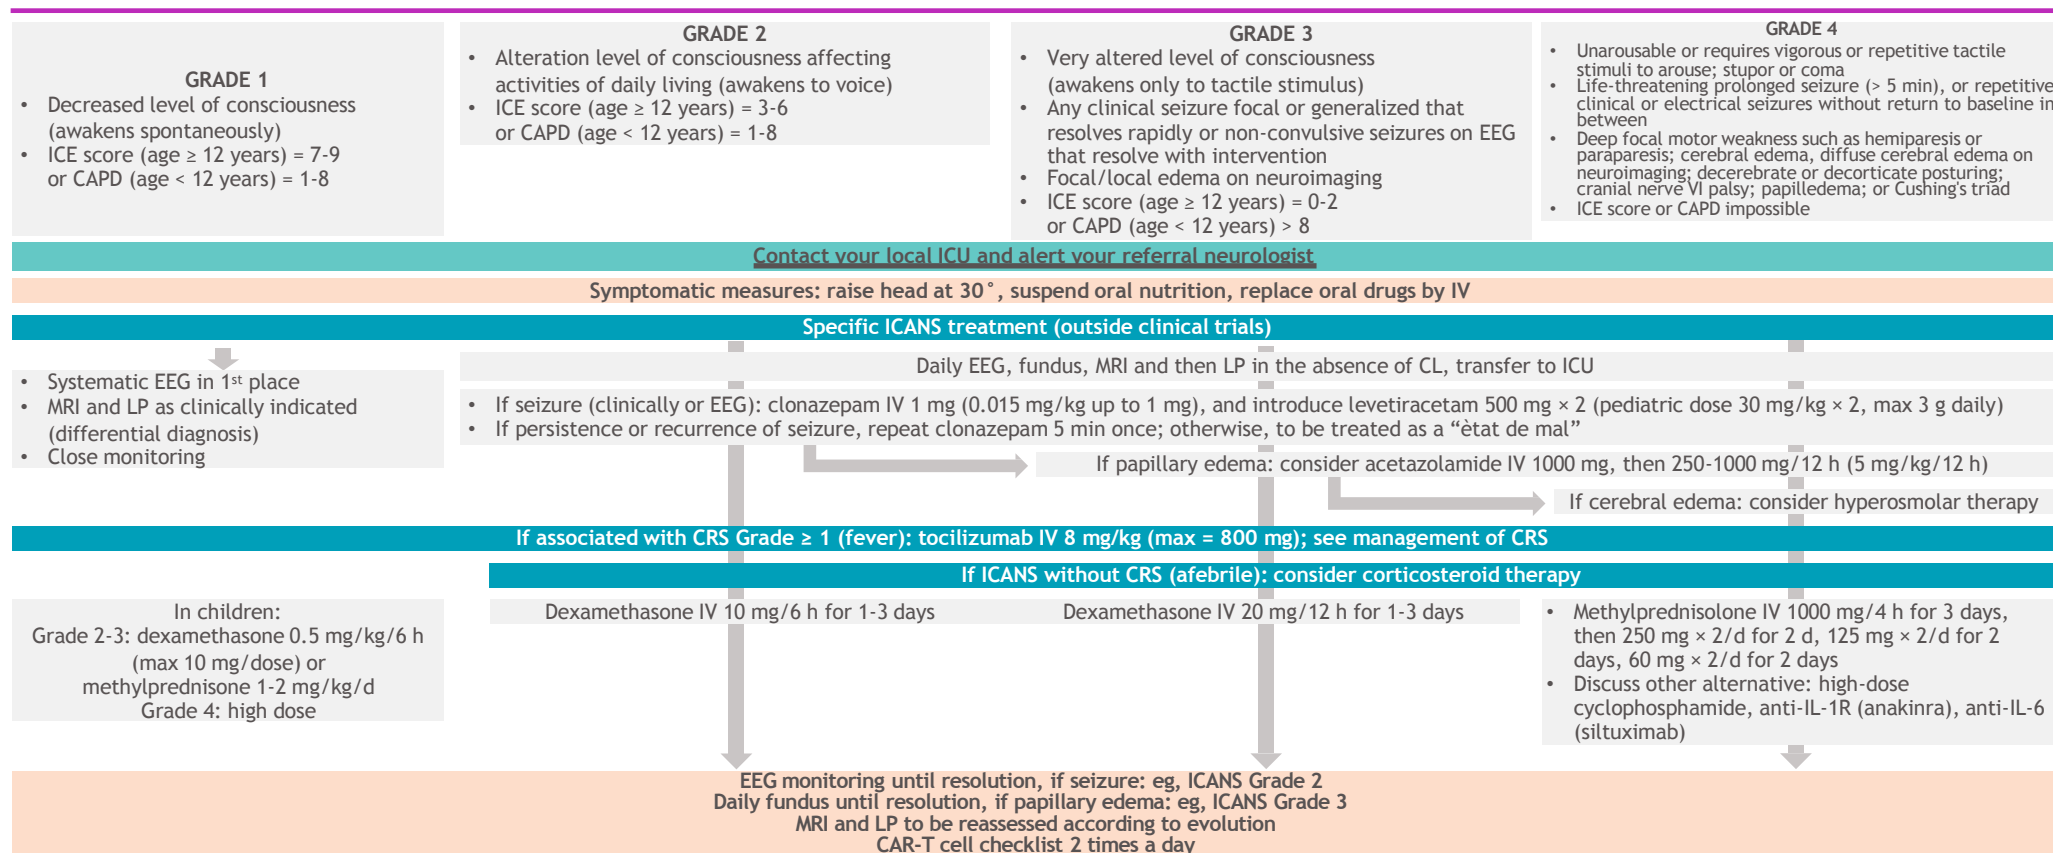 GRADE 1
• Decreased level of consciousness
(awakens spontaneously)
• ICE score (age ≥ 12 years) = 7-9
or CAPD (age < 12 years) = 1-8
GRADE 2
• Alteration level of consciousness affecting
activities of daily living (awakens to voice)
• ICE score (age ≥ 12 years) = 3-6
or CAPD (age < 12 years) = 1-8
GRADE 3
• Very altered level of consciousness
(awakens only to tactile stimulus)
• Any clinical seizure focal or generalized that
resolves rapidly or non-convulsive seizures on EEG
that resolve with intervention
• Focal/local edema on neuroimaging
• ICE score (age ≥ 12 years) = 0-2
or CAPD (age < 12 years) > 8
GRADE 4
• Unarousable or requires vigorous or repetitive tactile
stimuli to arouse; stupor or coma
• Life-threatening prolonged seizure (> 5 min), or repetitive
clinical or electrical seizures without return to baseline in
between
• Deep focal motor weakness such as hemiparesis or
paraparesis; cerebral edema, diffuse cerebral edema on
neuroimaging; decerebrate or decorticate posturing;
cranial nerve VI palsy; papilledema; or Cushing's triad
• ICE score or CAPD impossible
Contact your local ICU and alert your referral neurologist
Symptomatic measures: raise head at 30°, suspend oral nutrition, replace oral drugs by IV
Specific ICANS treatment (outside clinical trials)
• Systematic EEG in 1st place
• MRI and LP as clinically indicated
(differential diagnosis)
• Close monitoring
Daily EEG, fundus, MRI and then LP in the absence of CL, transfer to ICU
• If seizure (clinically or EEG): clonazepam IV 1 mg (0.015 mg/kg up to 1 mg), and introduce levetiracetam 500 mg × 2 (pediatric dose 30 mg/kg × 2, max 3 g daily)
• If persistence or recurrence of seizure, repeat clonazepam 5 min once; otherwise, to be treated as a “ètat de mal”
If papillary edema: consider acetazolamide IV 1000 mg, then 250-1000 mg/12 h (5 mg/kg/12 h)
If cerebral edema: consider hyperosmolar therapy
If associated with CRS Grade ≥ 1 (fever): tocilizumab IV 8 mg/kg (max = 800 mg); see management of CRS
If ICANS without CRS (afebrile): consider corticosteroid therapy
In children:
Grade 2-3: dexamethasone 0.5 mg/kg/6 h
(max 10 mg/dose) or
methylprednisone 1-2 mg/kg/d
Grade 4: high dose
Dexamethasone IV 10 mg/6 h for 1-3 days
Dexamethasone IV 20 mg/12 h for 1-3 days
• Methylprednisolone IV 1000 mg/4 h for 3 days,
then 250 mg × 2/d for 2 d, 125 mg × 2/d for 2
days, 60 mg × 2/d for 2 days
• Discuss other alternative: high-dose
cyclophosphamide, anti-IL-1R (anakinra), anti-IL-6
(siltuximab)
EEG monitoring until resolution, if seizure: eg, ICANS Grade 2
Daily fundus until resolution, if papillary edema: eg, ICANS Grade 3
MRI and LP to be reassessed according to evolution
CAR-T cell checklist 2 times a day